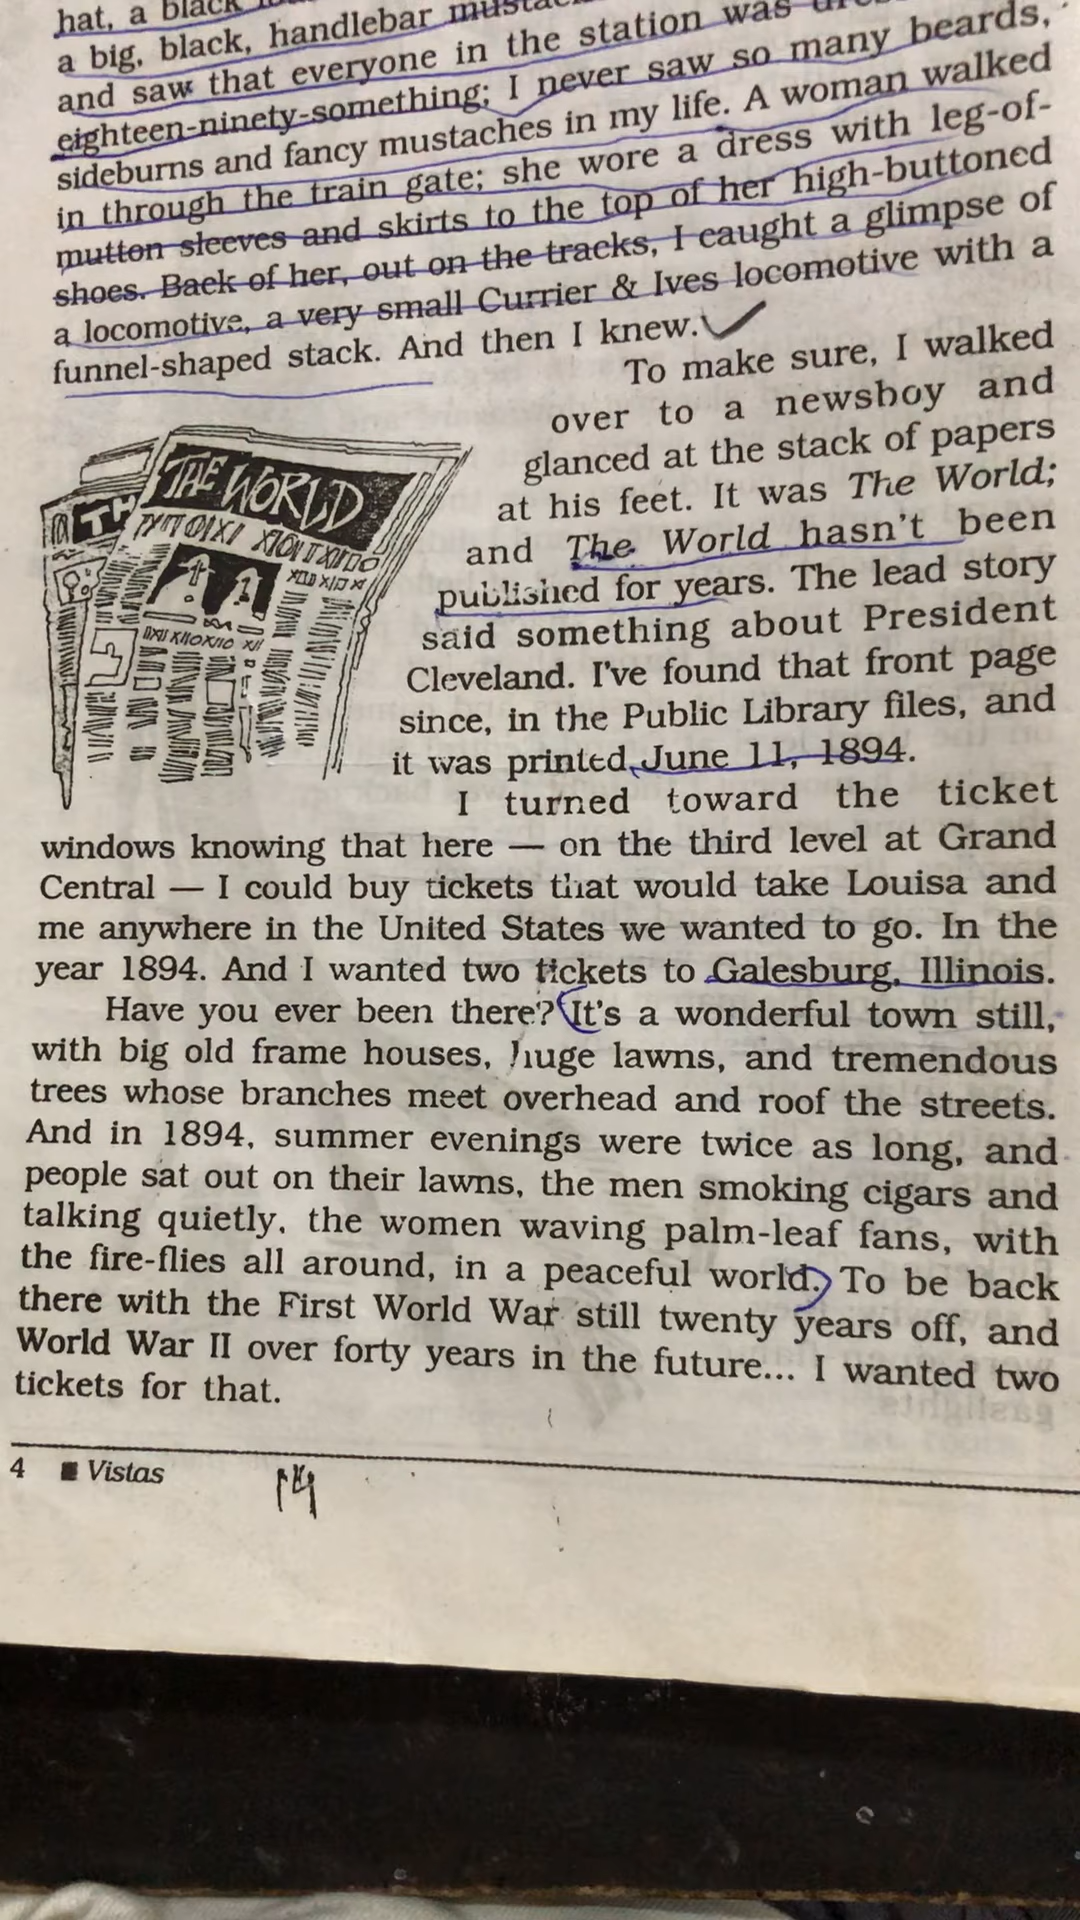 hat, a black
a big, black, handlebar
and saw that everyone in the station was
eighteen-ninety-something; I never saw so many beards,
sideburns and fancy mustaches in my life. A woman walked
in through the train gate; she wore a dress with leg-of-
mutton sleeves and skirts to the top of her high-buttoned
shoes. Back of her, out on the tracks, I caught a glimpse of
a locomotive, a very small Currier & Ives locomotive with a
funnel-shaped stack. And then I knew.
To make sure, I walked
over to a newsboy and
glanced at the stack of papers
at his feet. It was The World;
and The World hasn't been
published for years. The lead story
said something about President
Cleveland. I've found that front page
since, in the Public Library files, and
it was printed June 11, 1894.
THE WORLD
TH
I turned toward the ticket
windows knowing that here — on the third level at Grand
Central — I could buy tickets that would take Louisa and
me anywhere in the United States we wanted to go. In the
year 1894. And I wanted two tickets to Galesburg, Illinois.
Have you ever been there? It's a wonderful town still,
with big old frame houses, huge lawns, and tremendous
trees whose branches meet overhead and roof the streets.
And in 1894, summer evenings were twice as long, and
people sat out on their lawns, the men smoking cigars and
talking quietly, the women waving palm-leaf fans, with
the fire-flies all around, in a peaceful world. To be back
there with the First World War still twenty years off, and
World War II over forty years in the future... I wanted two
tickets for that.
4 ■ Vistas